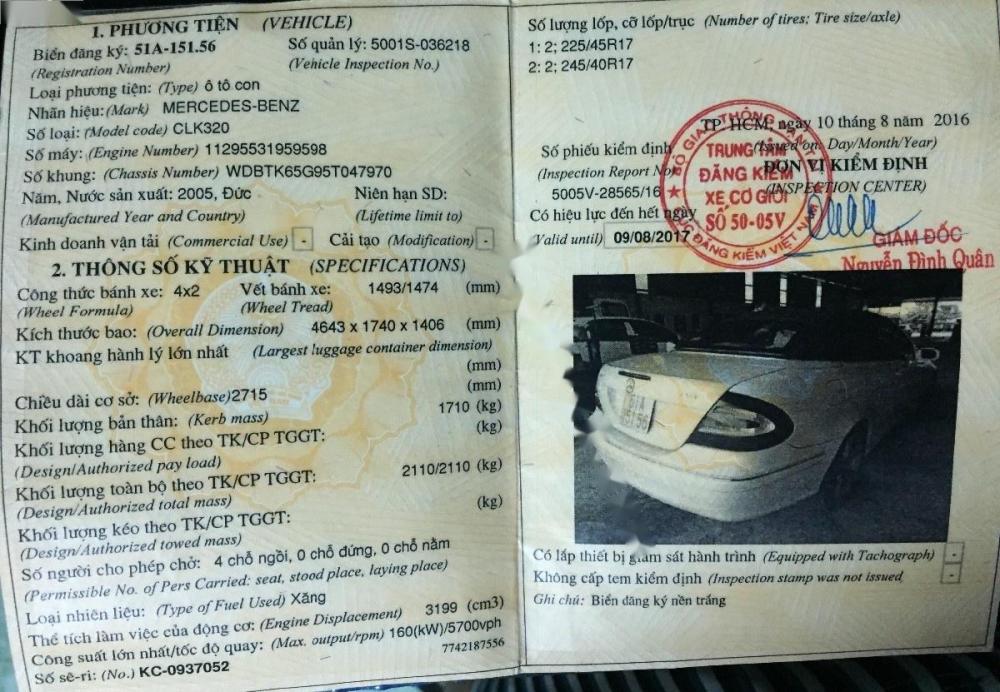 1. PHƯƠNG TIỆN (VEHICLE)
Biển đăng ký: 51A-151.56 Số quản lý: 5001S-036218
(Registration Number) (Vehicle Inspection No.)
Loại phương tiện: (Type) ô tô con
Nhãn hiệu: (Mark) MERCEDES-BENZ
Số loại: (Model code) CLK320
Số máy: (Engine Number) 11295531959598
Số khung: (Chassis Number) WDBTK65G95T047970
Năm, Nước sản xuất: 2005, Đức Niên hạn SD:
(Manufactured Year and Country) (Lifetime limit to)
Kinh doanh vận tải (Commercial Use) - Cải tạo (Modification) -
2. THÔNG SỐ KỸ THUẬT (SPECIFICATIONS)
Công thức bánh xe: 4x2 Vết bánh xe: 1493/1474 (mm)
(Wheel Formula) (Wheel Tread)
Kích thước bao: (Overall Dimension) 4643 x 1740 x 1406 (mm)
KT khoang hành lý lớn nhất (Largest luggage container dimension)
(mm)
Chiều dài cơ sở: (Wheelbase) 2715 (mm)
Khối lượng bản thân: (Kerb mass) 1710 (kg)
Khối lượng hàng CC theo TK/CP TGGT: (kg)
(Design/Authorized pay load)
Khối lượng toàn bộ theo TK/CP TGGT: 2110/2110 (kg)
(Design/Authorized total mass)
Khối lượng kéo theo TK/CP TGGT: (kg)
(Design/Authorized towed mass)
Số người cho phép chở: 4 chỗ ngồi, 0 chỗ đứng, 0 chỗ nằm
(Permissible No. of Pers Carried: seat, stood place, laying place)
Loại nhiên liệu: (Type of Fuel Used) Xăng
Thể tích làm việc của động cơ: (Engine Displacement) 3199 (cm3)
Công suất lớn nhất/tốc độ quay: (Max. output/rpm) 160(kW)/5700vph
7742187556
Số sê-ri: (No.) KC-0937052
Số lượng lốp, cỡ lốp/trục (Number of tires; Tire size/axle)
1: 2; 225/45R17
2: 2; 245/40R17
TP. HCM, ngày 10 tháng 8 năm 2016
(Issued on: Day/Month/Year)
Số phiếu kiểm định ĐƠN VỊ KIỂM ĐỊNH
(Inspection Report No) (INSPECTION CENTER)
5005V-28565/16
Có hiệu lực đến hết ngày
(Valid until) 09/08/2017
BỘ GIAO THÔNG VẬN TẢI
TRUNG TÂM
ĐĂNG KIỂM
XE CƠ GIỚI
SỐ 50-05V
CỤC ĐĂNG KIỂM VIỆT NAM
GIÁM ĐỐC
Nguyễn Đình Quân
51A
151.56
Có lắp thiết bị giám sát hành trình (Equipped with Tachograph) -
Không cấp tem kiểm định (Inspection stamp was not issued -
Ghi chú: Biển đăng ký nền trắng